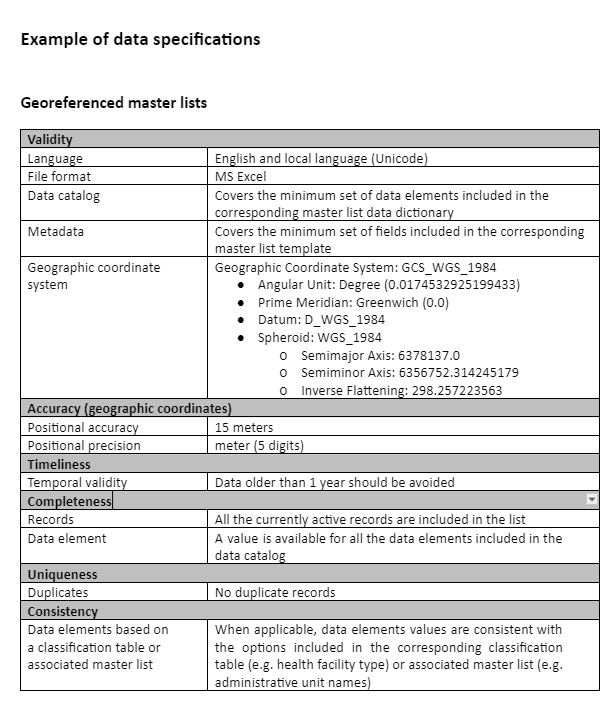 Example of data specifications
Georeferenced master lists
Validity
Language English and local language (Unicode)
File format MS Excel
Data catalog Covers the minimum set of data elements included in the
corresponding master list data dictionary
Metadata Covers the minimum set of fields included in the corresponding
master list template
Geographic coordinate Geographic Coordinate System: GCS_WGS_1984
system ● Angular Unit: Degree (0.0174532925199433)
● Prime Meridian: Greenwich (0.0)
● Datum: D_WGS_1984
● Spheroid: WGS_1984
o Semimajor Axis: 6378137.0
o Semiminor Axis: 6356752.314245179
o Inverse Flattening: 298.257223563
Accuracy (geographic coordinates)
Positional accuracy 15 meters
Positional precision meter (5 digits)
Timeliness
Temporal validity Data older than 1 year should be avoided
Completeness
Records All the currently active records are included in the list
Data element A value is available for all the data elements included in the
data catalog
Uniqueness
Duplicates No duplicate records
Consistency
Data elements based on When applicable, data elements values are consistent with
a classification table or the options included in the corresponding classification
associated master list table (e.g. health facility type) or associated master list (e.g.
administrative unit names)